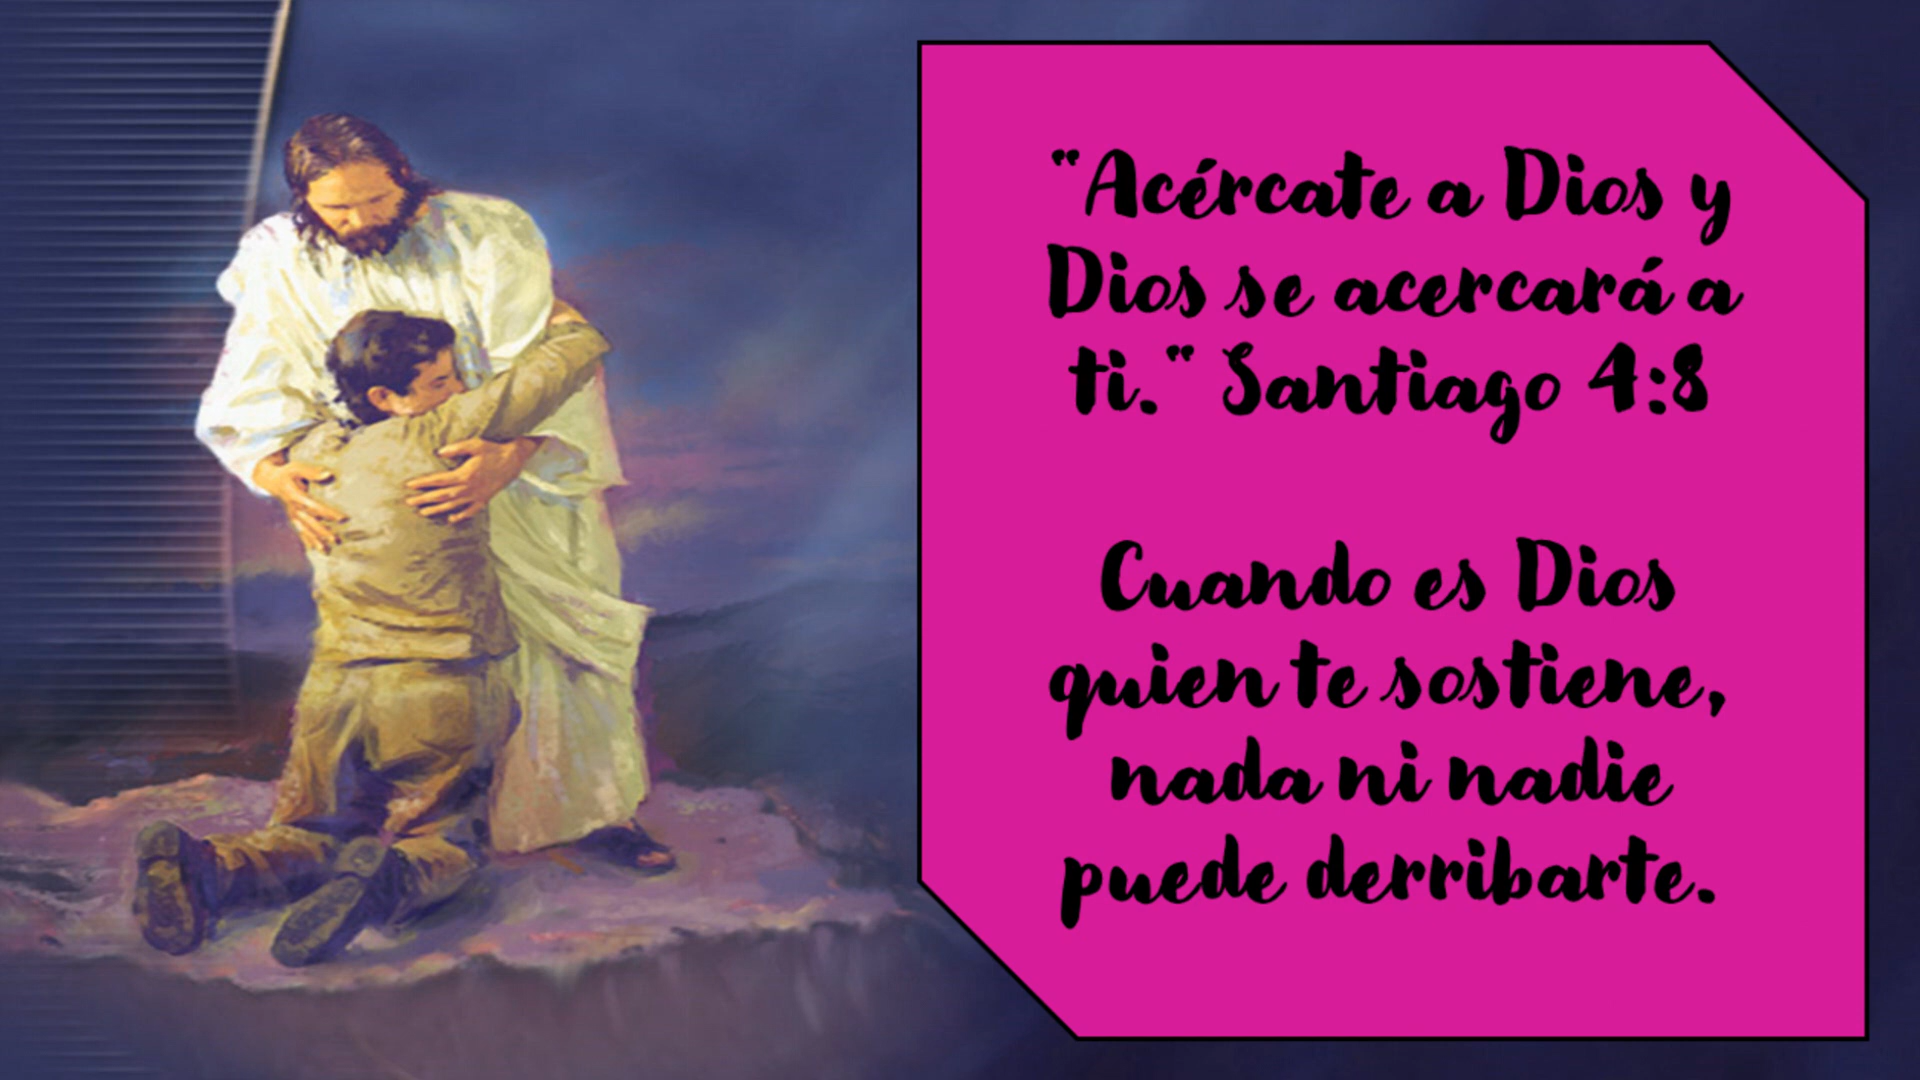 "Acércate a Dios y
Dios se acercará a
ti." Santiago 4:8
Cuando es Dios
quien te sostiene,
nada ni nadie
puede derribarte.